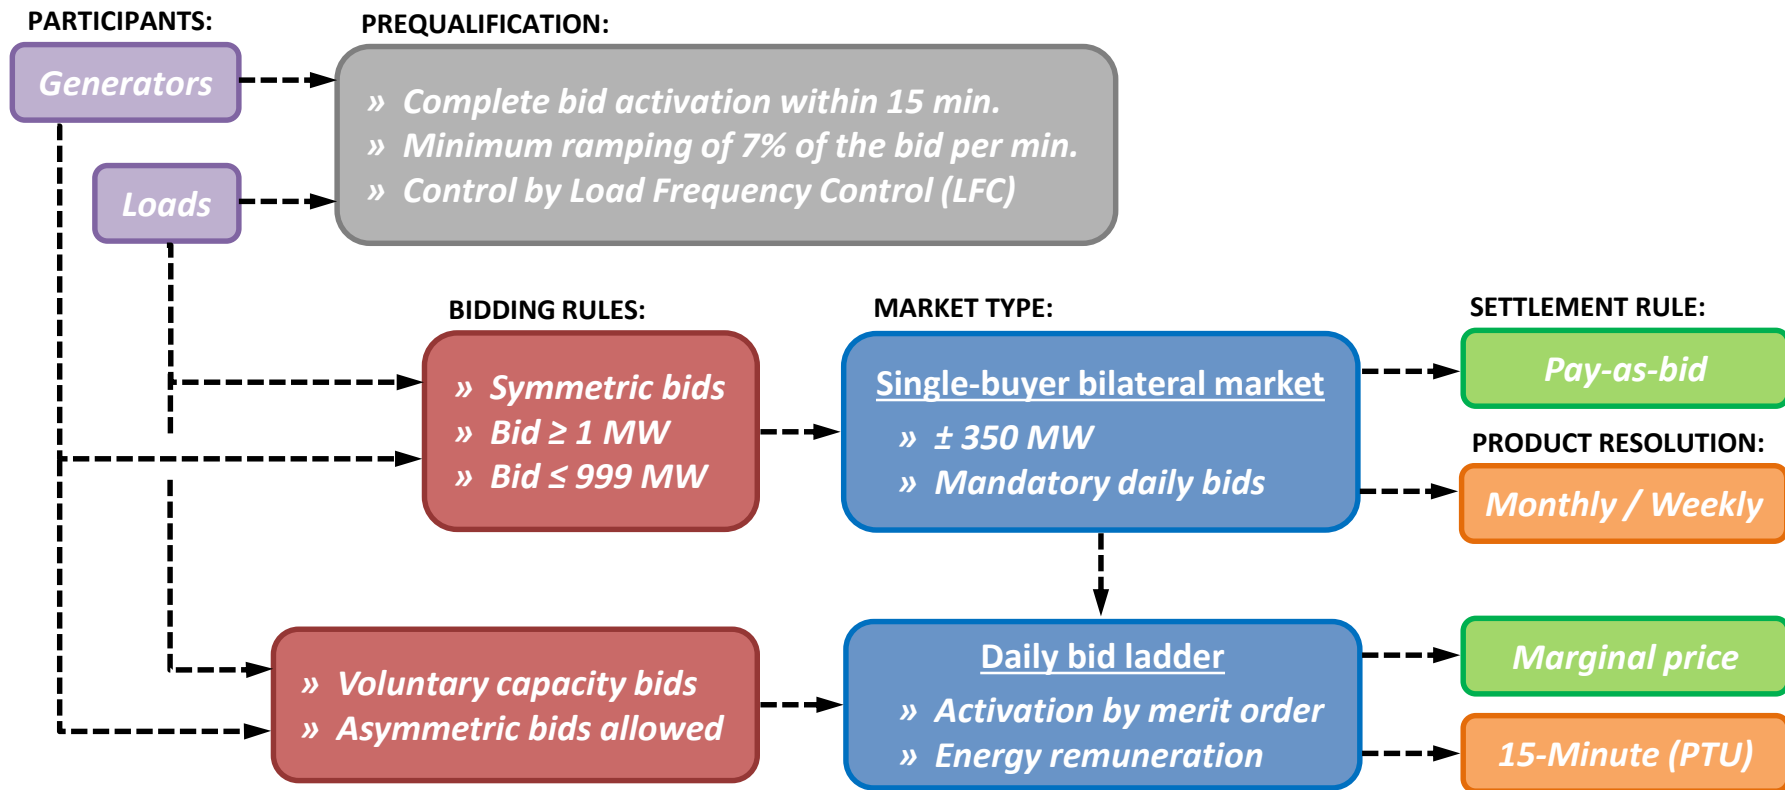 PARTICIPANTS:
PREQUALIFICATION:
Generators
Loads
» Complete bid activation within 15 min.
» Minimum ramping of 7% of the bid per min.
» Control by Load Frequency Control (LFC)
BIDDING RULES:
MARKET TYPE:
SETTLEMENT RULE:
» Symmetric bids
» Bid ≥ 1 MW
» Bid ≤ 999 MW
Single-buyer bilateral market
» ± 350 MW
» Mandatory daily bids
Pay-as-bid
PRODUCT RESOLUTION:
Monthly / Weekly
» Voluntary capacity bids
» Asymmetric bids allowed
Daily bid ladder
» Activation by merit order
» Energy remuneration
Marginal price
15-Minute (PTU)